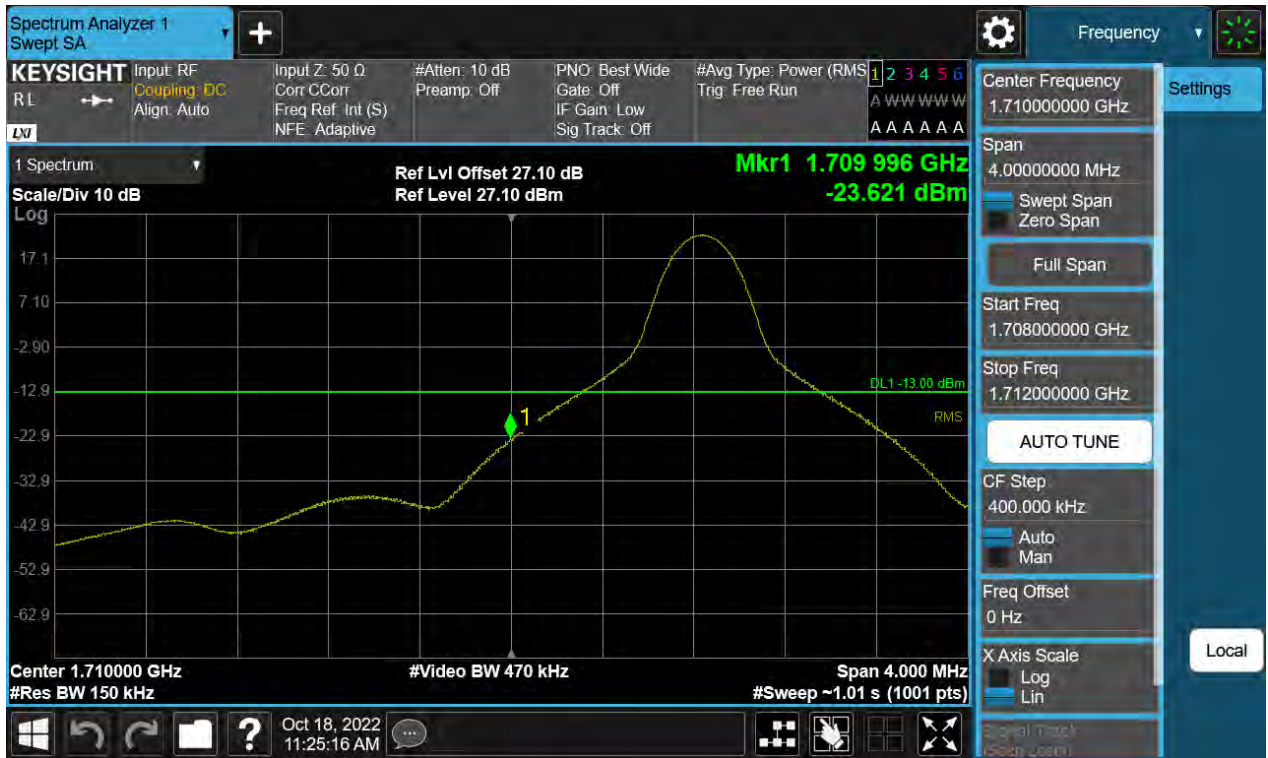 Spectrum Analyzer 1
Swept SA
+
Frequency
KEYSIGHT
RL
LXI
Input: RF
Coupling: DC
Align: Auto
Input Z: 50 Ω
Corr CCorr
Freq Ref: Int (S)
NFE: Adaptive
#Atten: 10 dB
Preamp: Off
PNO: Best Wide
Gate: Off
IF Gain: Low
Sig Track: Off
#Avg Type: Power (RMS
Trig: Free Run
1 2 3 4 5 6
A W W W W W
A A A A A A
1 Spectrum
Scale/Div 10 dB
Ref Lvl Offset 27.10 dB
Ref Level 27.10 dBm
Mkr1 1.709 996 GHz
-23.621 dBm
Log
17.1
7.10
-2.90
-12.9
-22.9
-32.9
-42.9
-52.9
-62.9
DL1 -13.00 dBm
RMS
1
Center 1.710000 GHz
#Res BW 150 kHz
#Video BW 470 kHz
Span 4.000 MHz
#Sweep ~1.01 s (1001 pts)
Center Frequency
1.710000000 GHz
Span
4.00000000 MHz
Swept Span
Zero Span
Full Span
Start Freq
1.708000000 GHz
Stop Freq
1.712000000 GHz
AUTO TUNE
CF Step
400.000 kHz
Auto
Man
Freq Offset
0 Hz
X Axis Scale
Log
Lin
Signal Track
(Span Zoom)
Settings
Local
?
Oct 18, 2022
11:25:16 AM